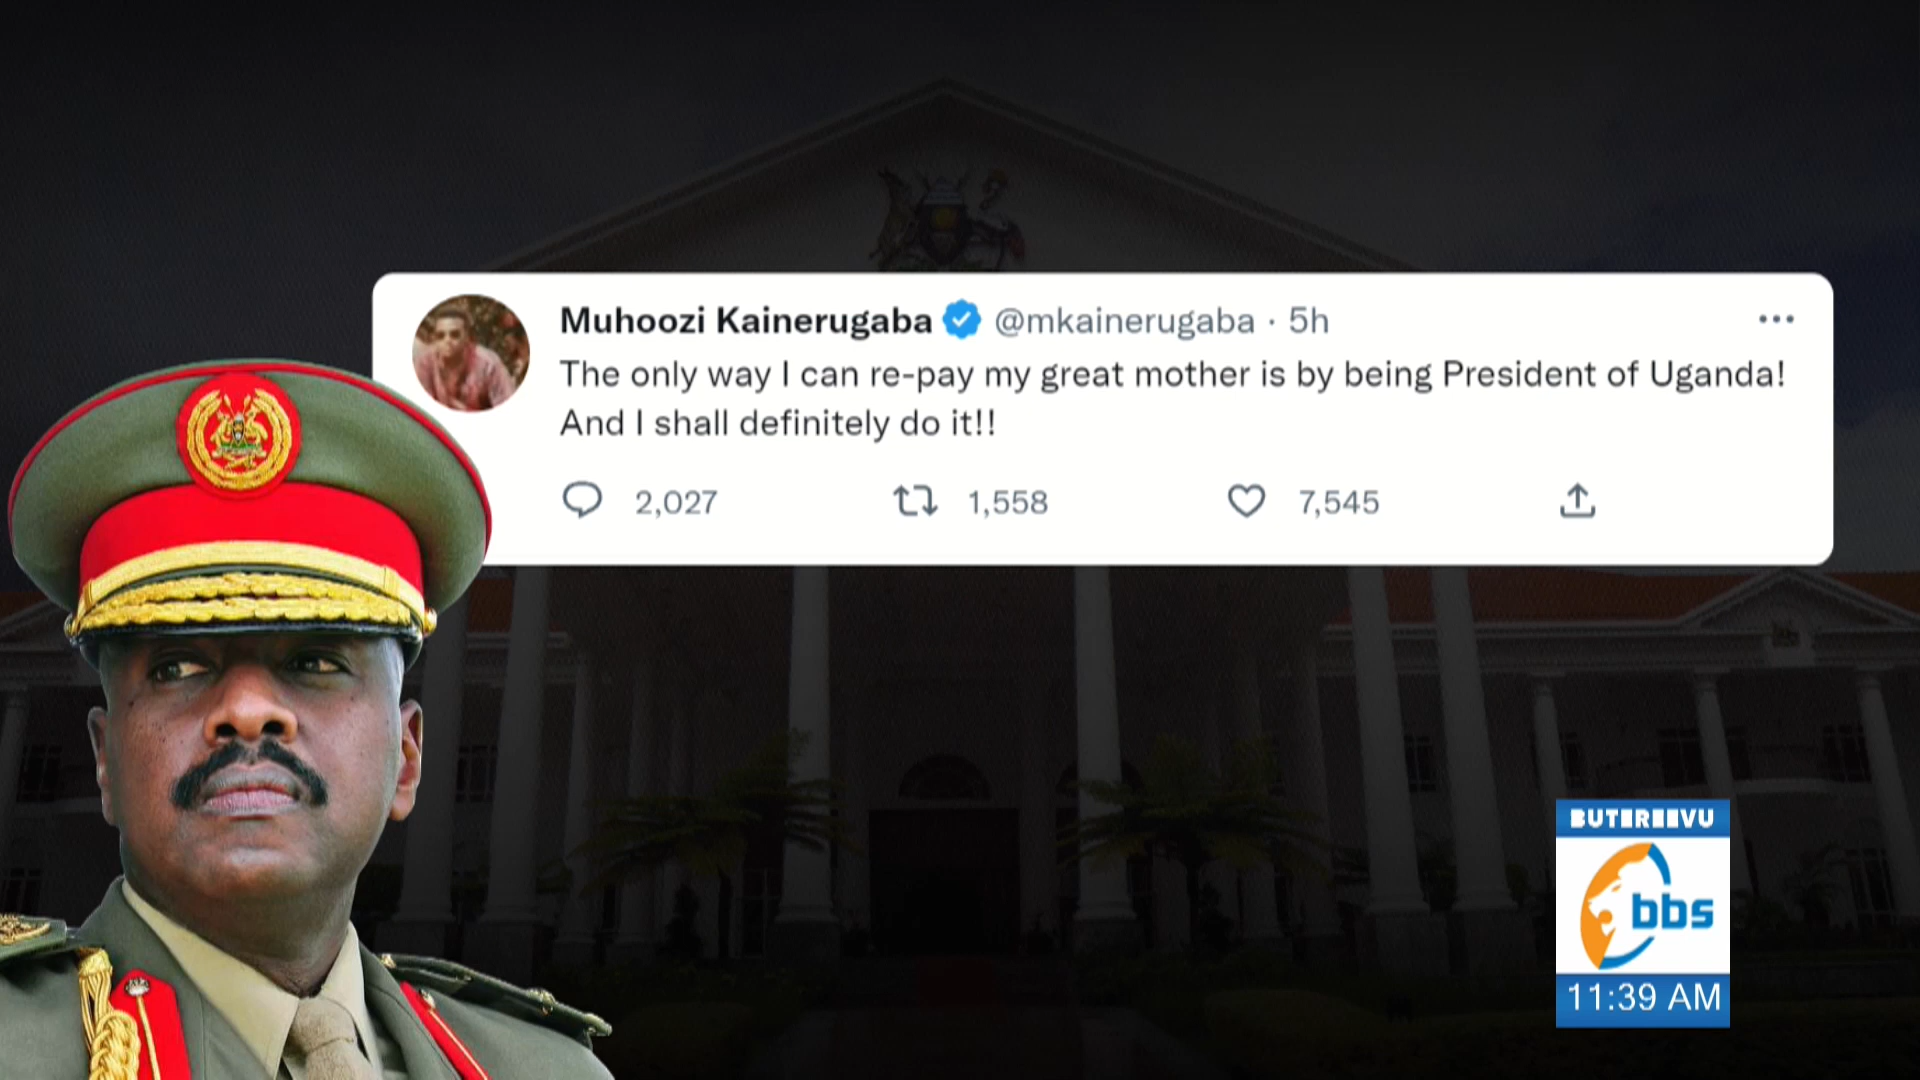 Muhoozi Kainerugaba @mkainerugaba · 5h
The only way I can re-pay my great mother is by being President of Uganda!
And I shall definitely do it!!
2,027 1,558 7,545
BUTEREEVU
bbs
11:39 AM